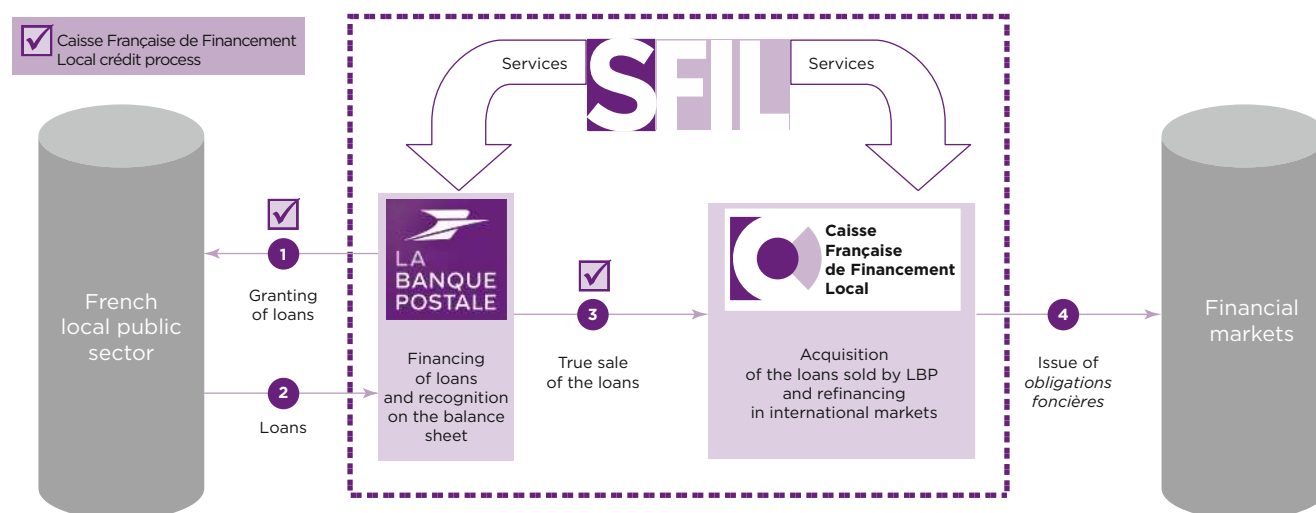 Caisse Française de Financement
Local crédit process
Services
SFIL
Services
French
local public
sector
1
Granting
of loans
2
Loans
LA
BANQUE
POSTALE
Financing
of loans
and recognition
on the balance
sheet
3
True sale
of the loans
Caisse
Française
de Financement
Local
Acquisition
of the loans sold by LBP
and refinancing
in international markets
4
Issue of
obligations
foncières
Financial
markets